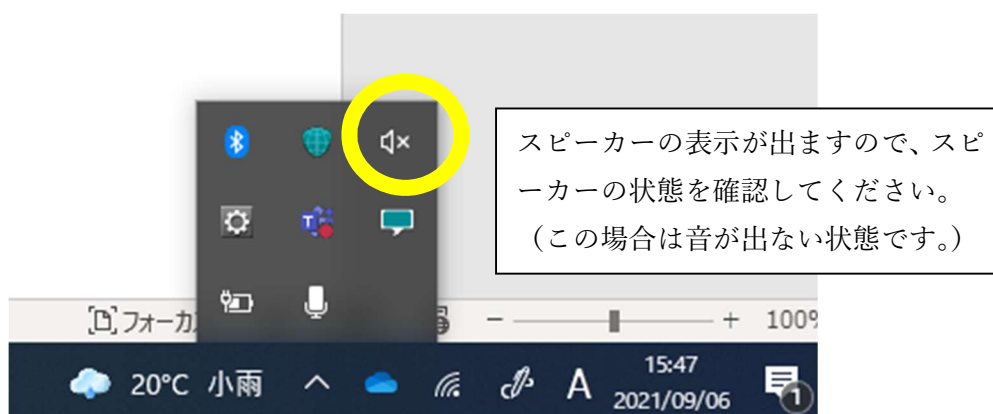 スピーカーの表示が出ますので、スピ
ーカーの状態を確認してください。
（この場合は音が出ない状態です。）
フォーカ
100%
20°C 小雨
A
15:47
2021/09/06
1